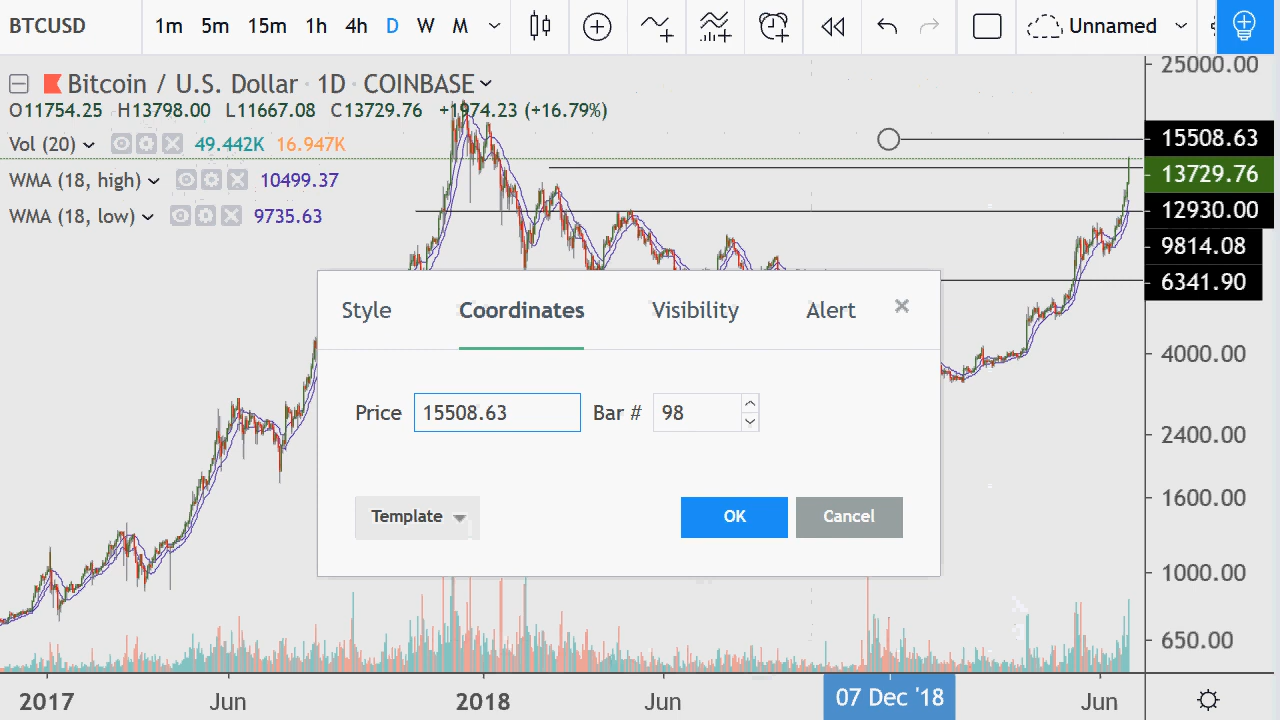 BTCUSD 1m 5m 15m 1h 4h D W M Unnamed
Bitcoin / U.S. Dollar · 1D · COINBASE
O11754.25 H13798.00 L11667.08 C13729.76 +1974.23 (+16.79%)
Vol (20) 49.442K 16.947K
WMA (18, high) 10499.37
WMA (18, low) 9735.63
25000.00
15508.63
13729.76
12930.00
9814.08
6341.90
4000.00
2400.00
1600.00
1000.00
650.00
Style Coordinates Visibility Alert ×
Price 15508.63 Bar # 98
Template OK Cancel
2017 Jun 2018 Jun 07 Dec '18 Jun